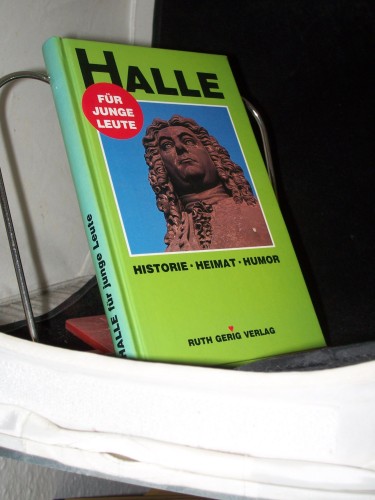 HALLE
FÜR
JUNGE
LEUTE
HISTORIE · HEIMAT · HUMOR
RUTH GERIG VERLAG
HALLE für junge Leute